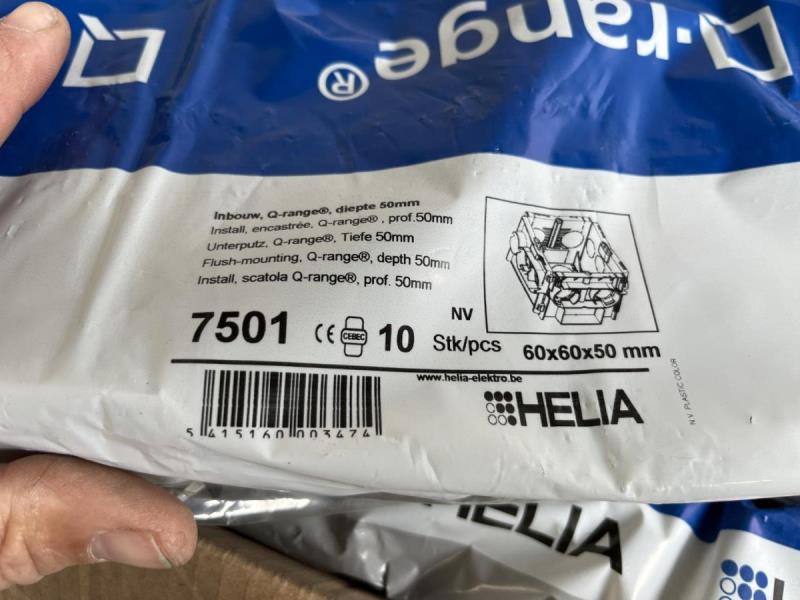 Q-range®
Inbouw, Q-range®, diepte 50mm
Install, encastrée, Q-range®, prof.50mm
Unterputz, Q-range®, Tiefe 50mm
Flush-mounting, Q-range®, depth 50mm
Install, scatola Q-range®, prof. 50mm
7501 CE CEBEC 10 Stk/pcs
NV
60x60x50 mm
www.helia-elektro.be
HELIA
N.V. PLASTIC COLOR
5 415160 003474
HELIA
HELIA